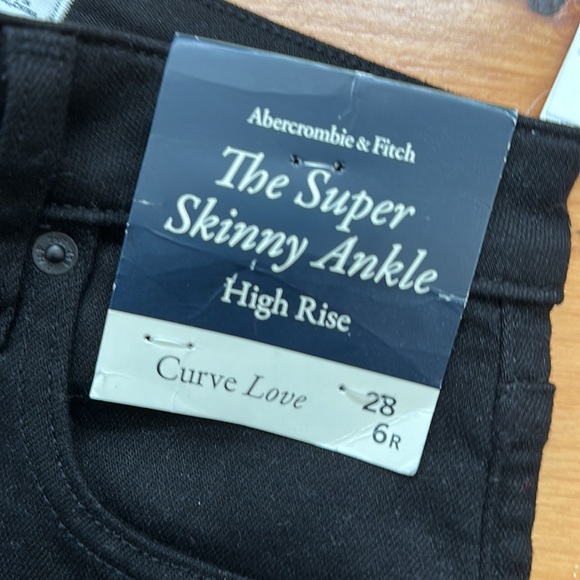 Abercrombie & Fitch
The Super
Skinny Ankle
High Rise
Curve Love
28
6R